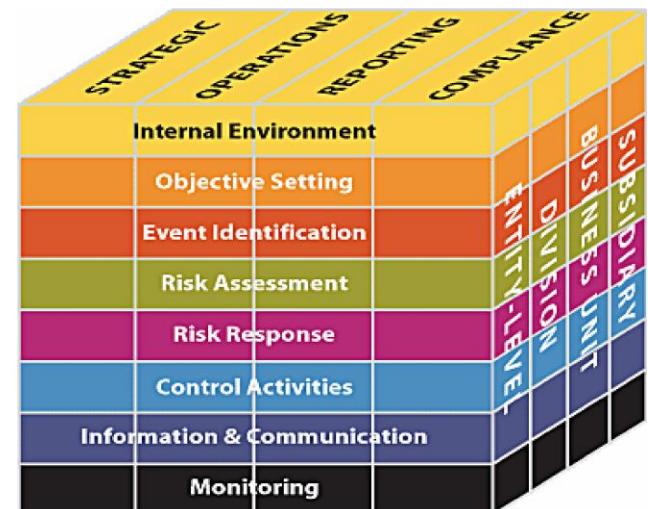 STRATEGIC
OPERATIONS
REPORTING
COMPLIANCE
Internal Environment
Objective Setting
Event Identification
Risk Assessment
Risk Response
Control Activities
Information & Communication
Monitoring
ENTITY-LEVEL
DIVISION
BUSINESS UNIT
SUBSIDIARY